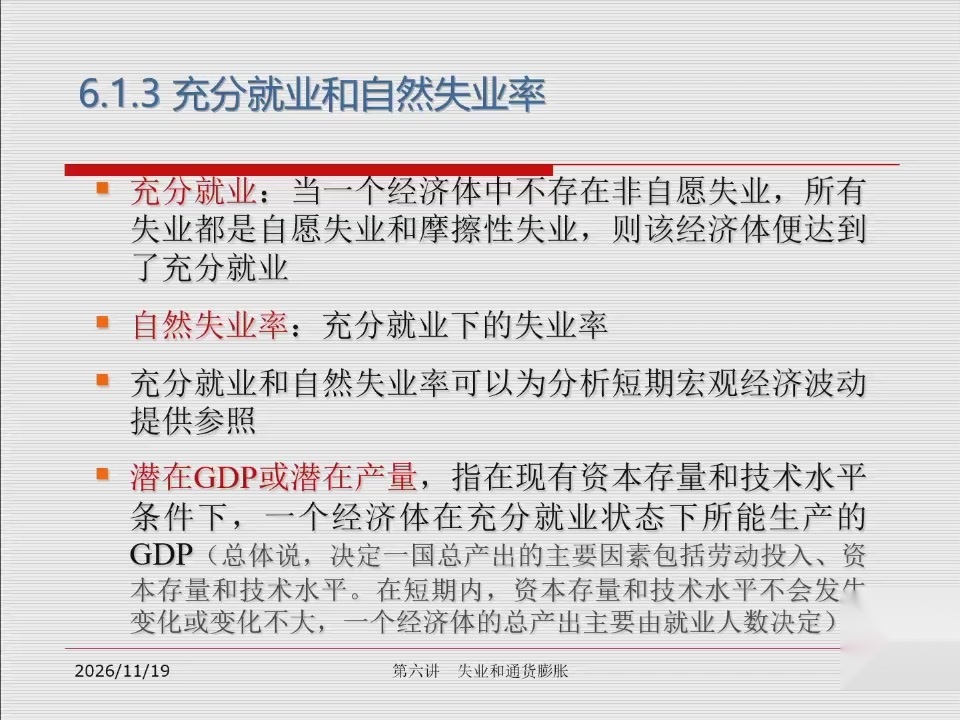 6.1.3 充分就业和自然失业率
充分就业：当一个经济体中不存在非自愿失业，所有
失业都是自愿失业和摩擦性失业，则该经济体便达到
了充分就业
自然失业率：充分就业下的失业率
充分就业和自然失业率可以为分析短期宏观经济波动
提供参照
潜在GDP或潜在产量，指在现有资本存量和技术水平
条件下，一个经济体在充分就业状态下所能生产的
GDP（总体说，决定一国总产出的主要因素包括劳动投入、资
本存量和技术水平。在短期内，资本存量和技术水平不会发生
变化或变化不大，一个经济体的总产出主要由就业人数决定）
2026/11/19
第六讲 失业和通货膨胀